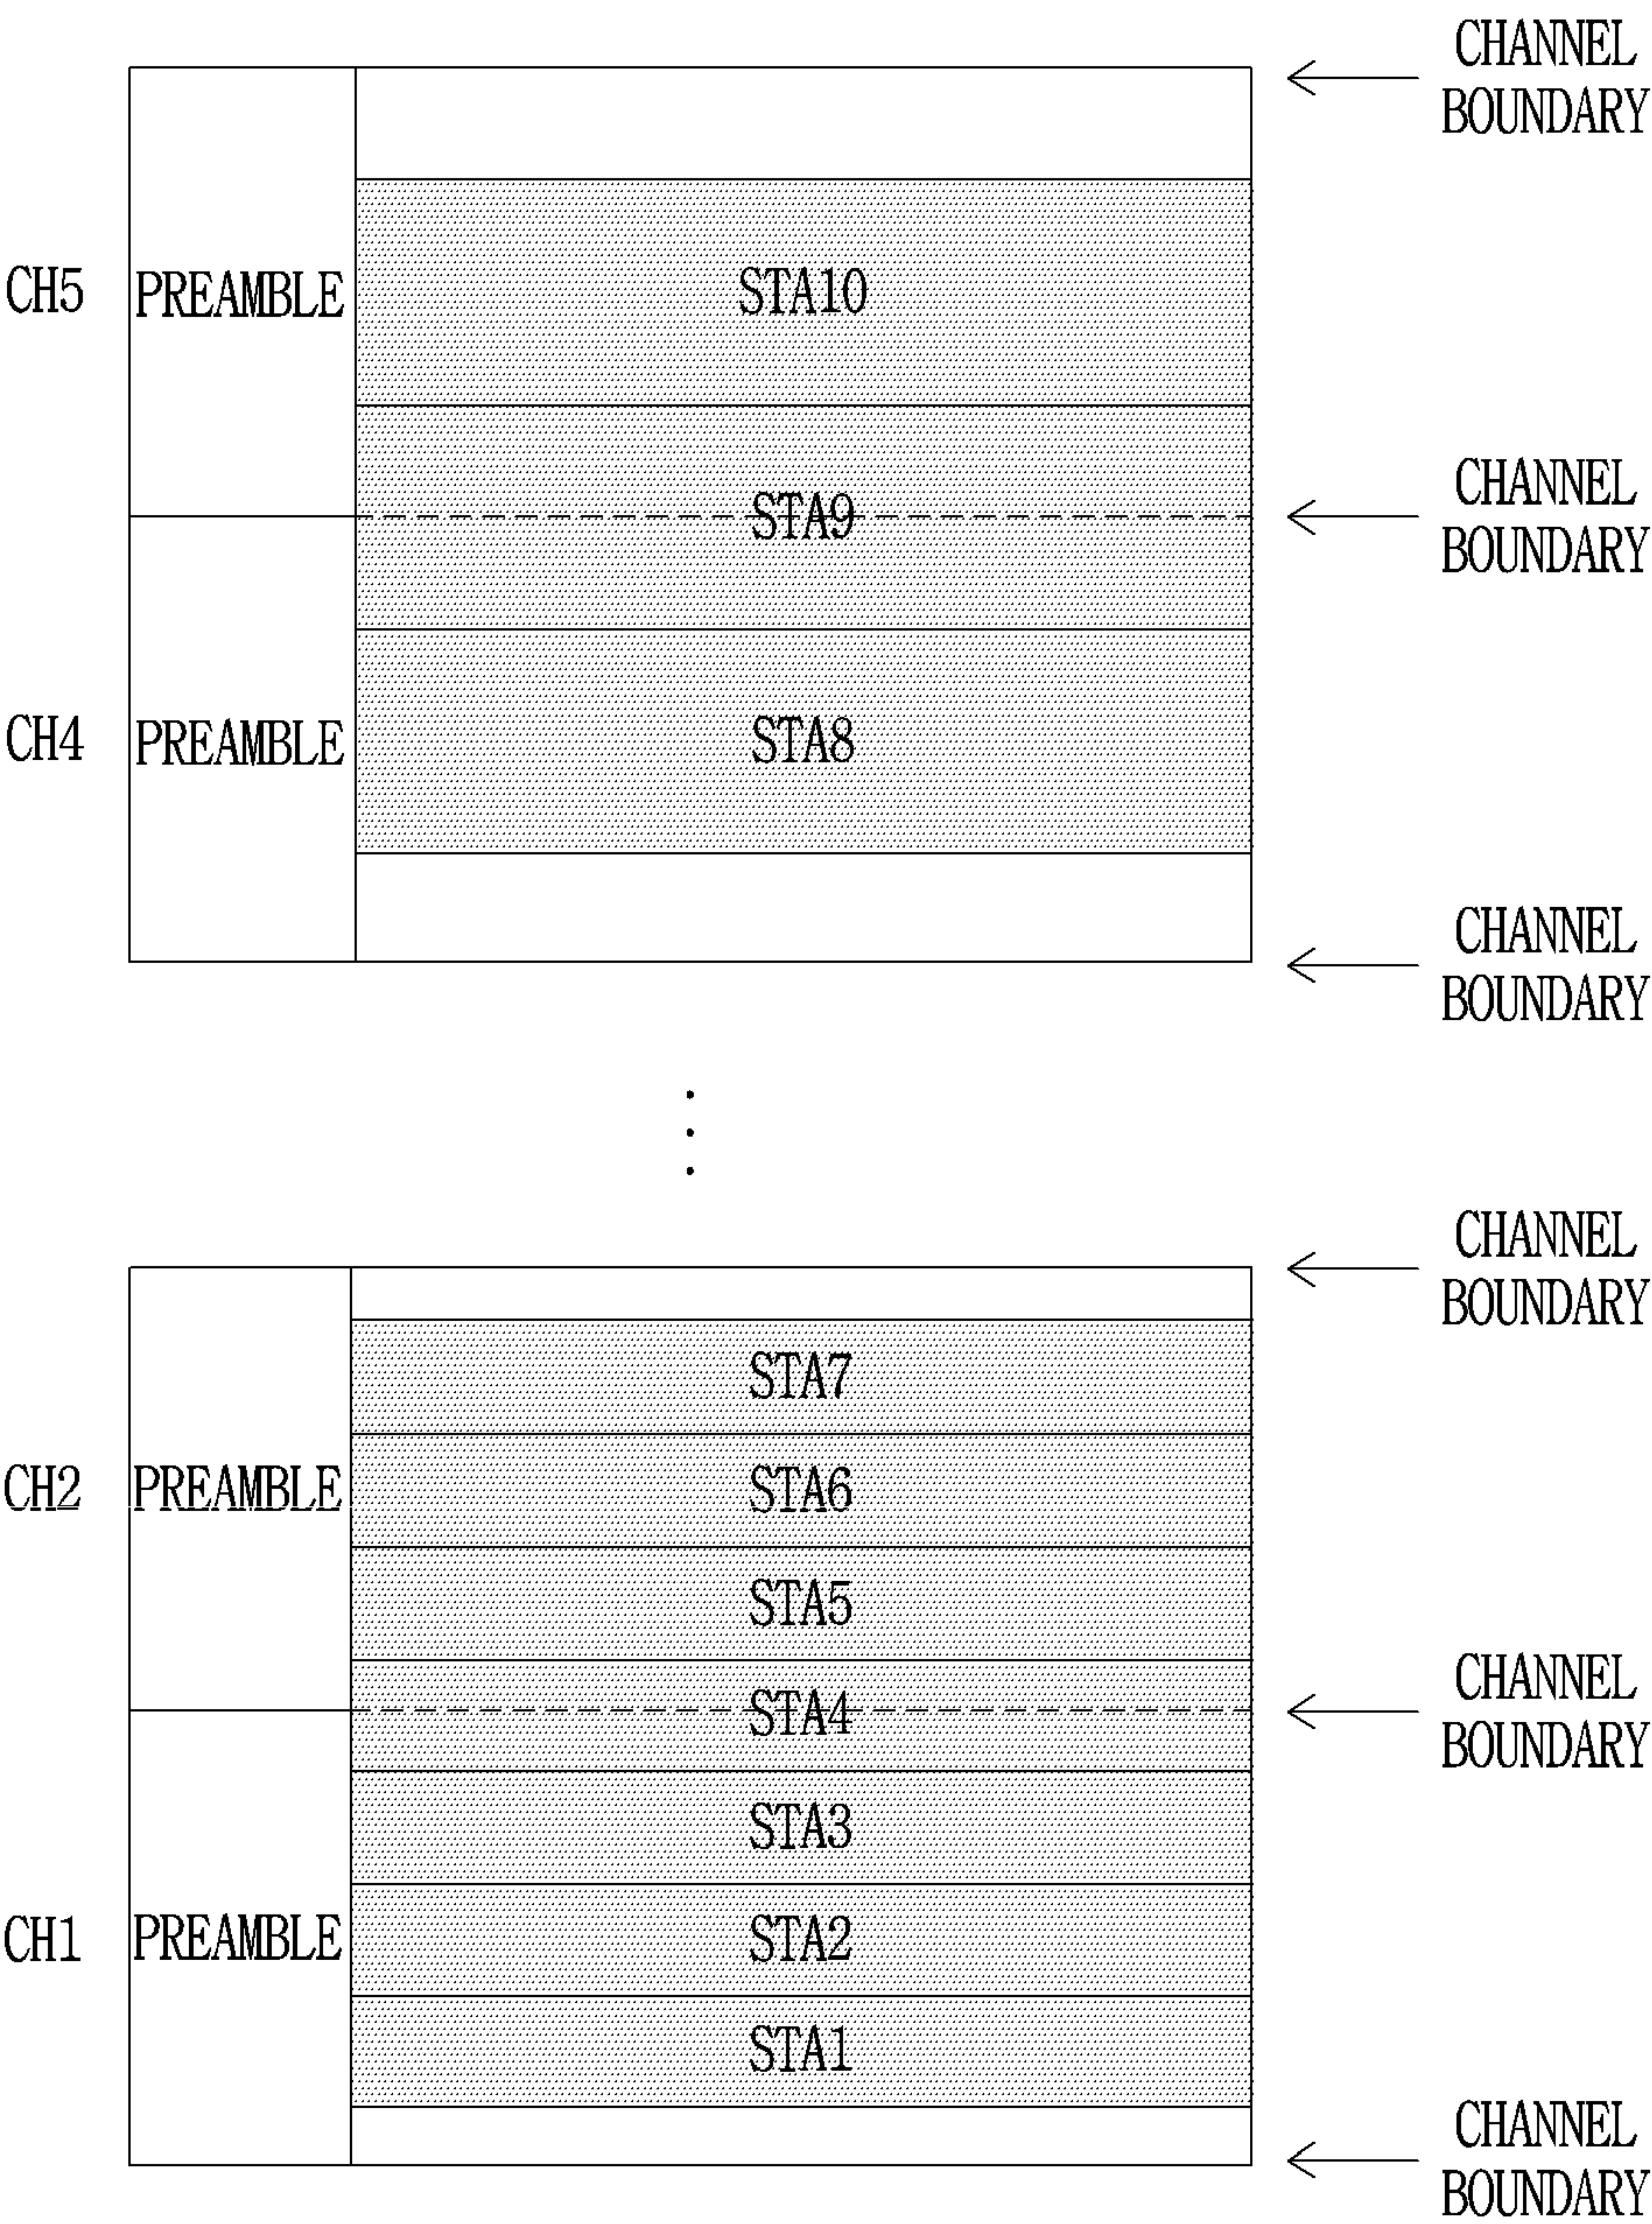 CHANNEL
BOUNDARY
CH5
PREAMBLE
STA10
CHANNEL
BOUNDARY
STA9
CH4
PREAMBLE
STA8
CHANNEL
BOUNDARY
CHANNEL
BOUNDARY
STA7
CH2
PREAMBLE
STA6
STA5
CHANNEL
BOUNDARY
STA4
STA3
CH1
PREAMBLE
STA2
STA1
CHANNEL
BOUNDARY